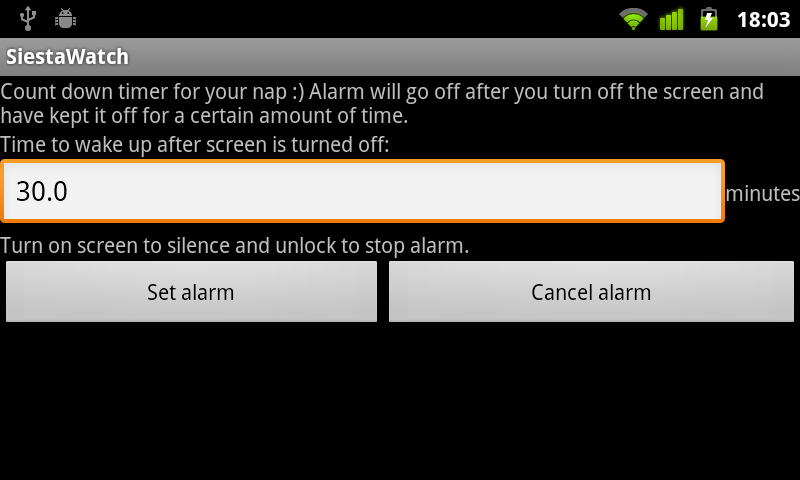 18:03
SiestaWatch
Count down timer for your nap :) Alarm will go off after you turn off the screen and
have kept it off for a certain amount of time.
Time to wake up after screen is turned off:
30.0 minutes
Turn on screen to silence and unlock to stop alarm.
Set alarm Cancel alarm